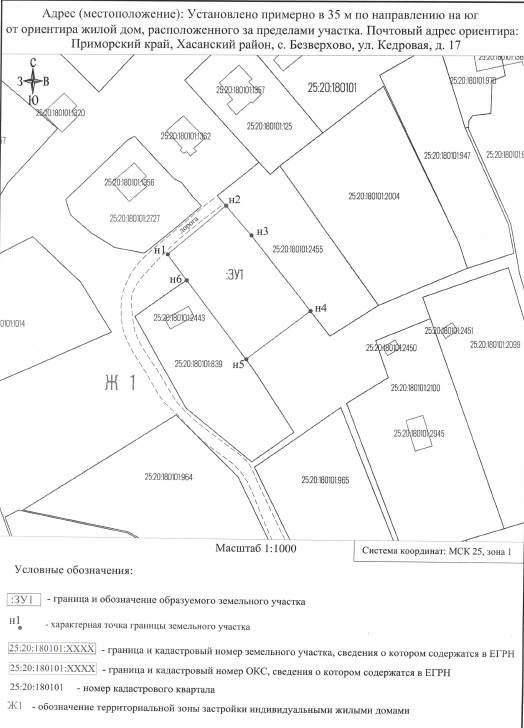 Адрес (местоположение): Установлено примерно в 35 м по направлению на юг
от ориентира жилой дом, расположенного за пределами участка. Почтовый адрес ориентира:
Приморский край, Хасанский район, с. Безверхово, ул. Кедровая, д. 17
С
З В
Ю
25:20:180101:1320
25:20:180101:1357
25:20:180101
25:20:180101:125
25:20:180101:1362
25:20:180101:947
25:20:180101:1356
25:20:180101:2727
25:20:180101:2004
дорога
н2
н3
н1
25:20:180101:2455
:ЗУ1
н6
н4
0101:1014
25:20:180101:2443
25:20:180101:2451
25:20:180101:2450
25:20:180101:2099
н5
25:20:180101:839
Ж 1
25:20:180101:2100
25:20:180101:2945
25:20:180101:964
25:20:180101:965
Масштаб 1:1000
Система координат: МСК 25, зона 1
Условные обозначения:
:ЗУ1 - граница и обозначение образуемого земельного участка
н1 - характерная точка границы земельного участка
25:20:180101:XXXX - граница и кадастровый номер земельного участка, сведения о котором содержатся в ЕГРН
25:20:180101:XXXX - граница и кадастровый номер ОКС, сведения о котором содержатся в ЕГРН
25:20:180101 - номер кадастрового квартала
Ж1 - обозначение территориальной зоны застройки индивидуальными жилыми домами